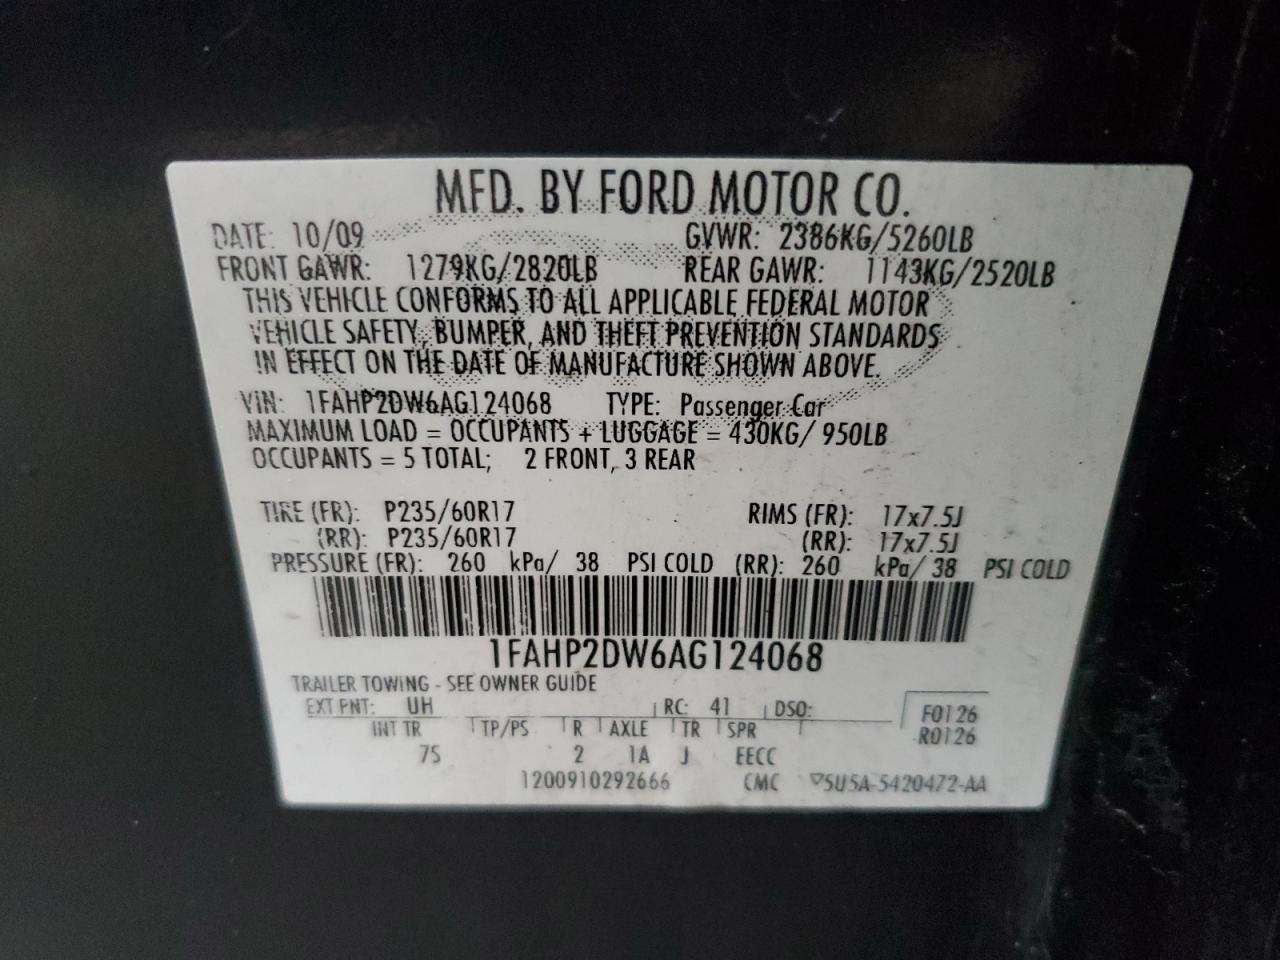 MFD. BY FORD MOTOR CO.
DATE: 10/09 GVWR: 2386KG/5260LB
FRONT GAWR: 1279KG/2820LB REAR GAWR: 1143KG/2520LB
THIS VEHICLE CONFORMS TO ALL APPLICABLE FEDERAL MOTOR
VEHICLE SAFETY, BUMPER, AND THEFT PREVENTION STANDARDS
IN EFFECT ON THE DATE OF MANUFACTURE SHOWN ABOVE.
VIN: 1FAHP2DW6AG124068 TYPE: Passenger Car
MAXIMUM LOAD = OCCUPANTS + LUGGAGE = 430KG/ 950LB
OCCUPANTS = 5 TOTAL; 2 FRONT, 3 REAR
TIRE (FR): P235/60R17 RIMS (FR): 17x7.5J
(RR): P235/60R17 (RR): 17x7.5J
PRESSURE (FR): 260 kPa/ 38 PSI COLD (RR): 260 kPa/ 38 PSI COLD
1FAHP2DW6AG124068
TRAILER TOWING - SEE OWNER GUIDE
EXT PNT: UH RC: 41 DSO: F0126
INT TR TP/PS R AXLE TR SPR R0126
7S 2 1A J EECC
1200910292666 CMC ▽5U5A-5420472-AA